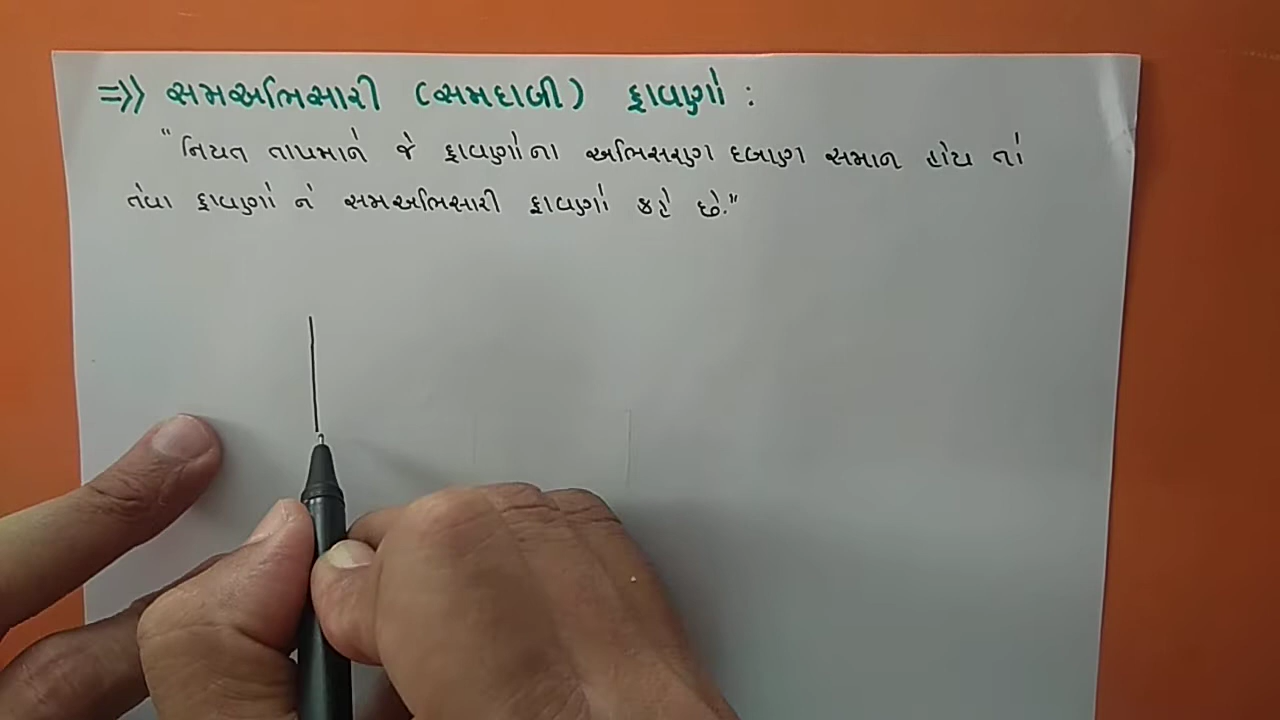 =>> સમઅભિસારી (સમદાબી) દ્રાવણો :
"નિયત તાપમાને જે દ્રાવણોના અભિસરણ દબાણ સમાન હોય તો
તેવા દ્રાવણો ને સમઅભિસારી દ્રાવણો કહે છે."